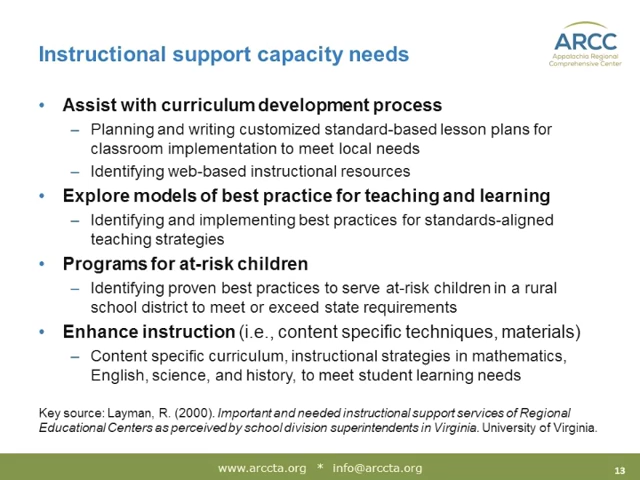 Instructional support capacity needs
ARCC
Appalachia Regional
Comprehensive Center
• Assist with curriculum development process
– Planning and writing customized standard-based lesson plans for
classroom implementation to meet local needs
– Identifying web-based instructional resources
• Explore models of best practice for teaching and learning
– Identifying and implementing best practices for standards-aligned
teaching strategies
• Programs for at-risk children
– Identifying proven best practices to serve at-risk children in a rural
school district to meet or exceed state requirements
• Enhance instruction (i.e., content specific techniques, materials)
– Content specific curriculum, instructional strategies in mathematics,
English, science, and history, to meet student learning needs
Key source: Layman, R. (2000). Important and needed instructional support services of Regional
Educational Centers as perceived by school division superintendents in Virginia. University of Virginia.
www.arccta.org * info@arccta.org
13